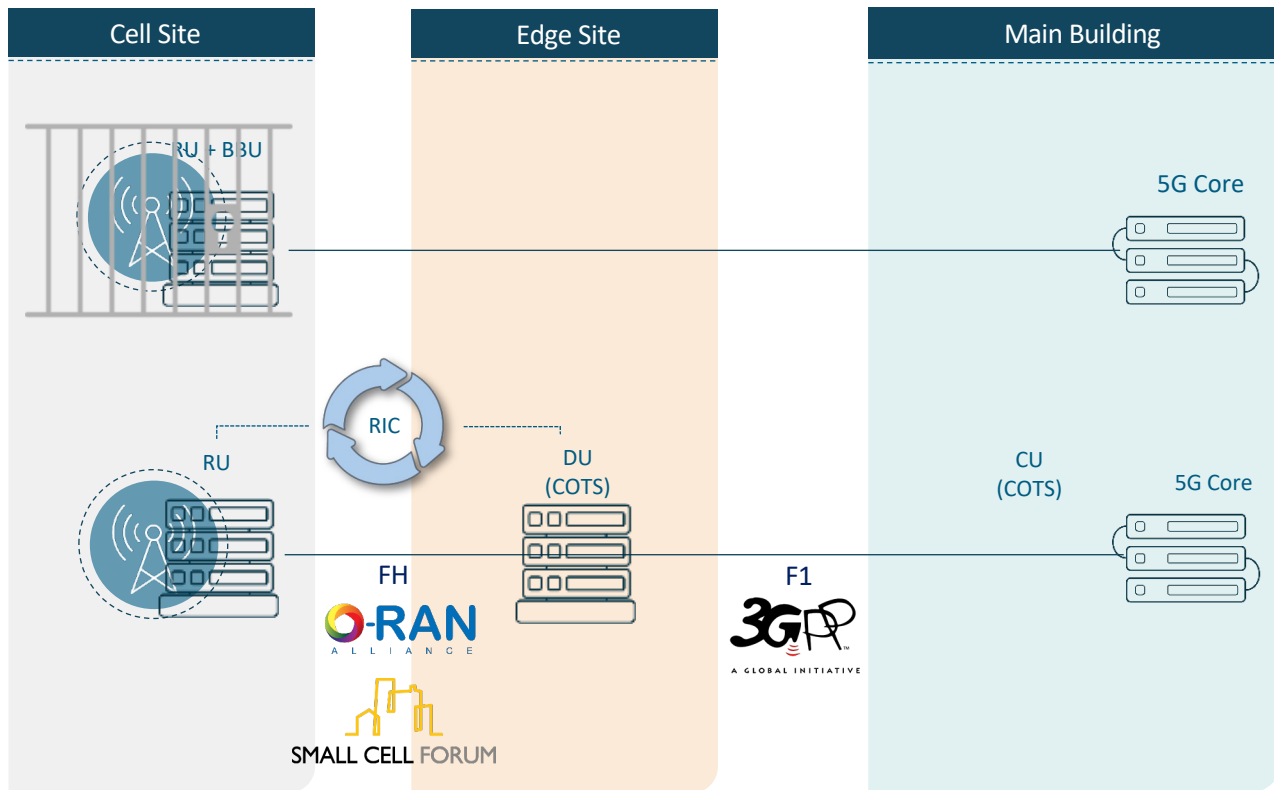 Cell Site
Edge Site
Main Building
RU + BBU
5G Core
RIC
RU
DU
(COTS)
CU
(COTS)
5G Core
FH
F1
O-RAN
ALLIANCE
3GPP™
A GLOBAL INITIATIVE
SMALL CELL FORUM